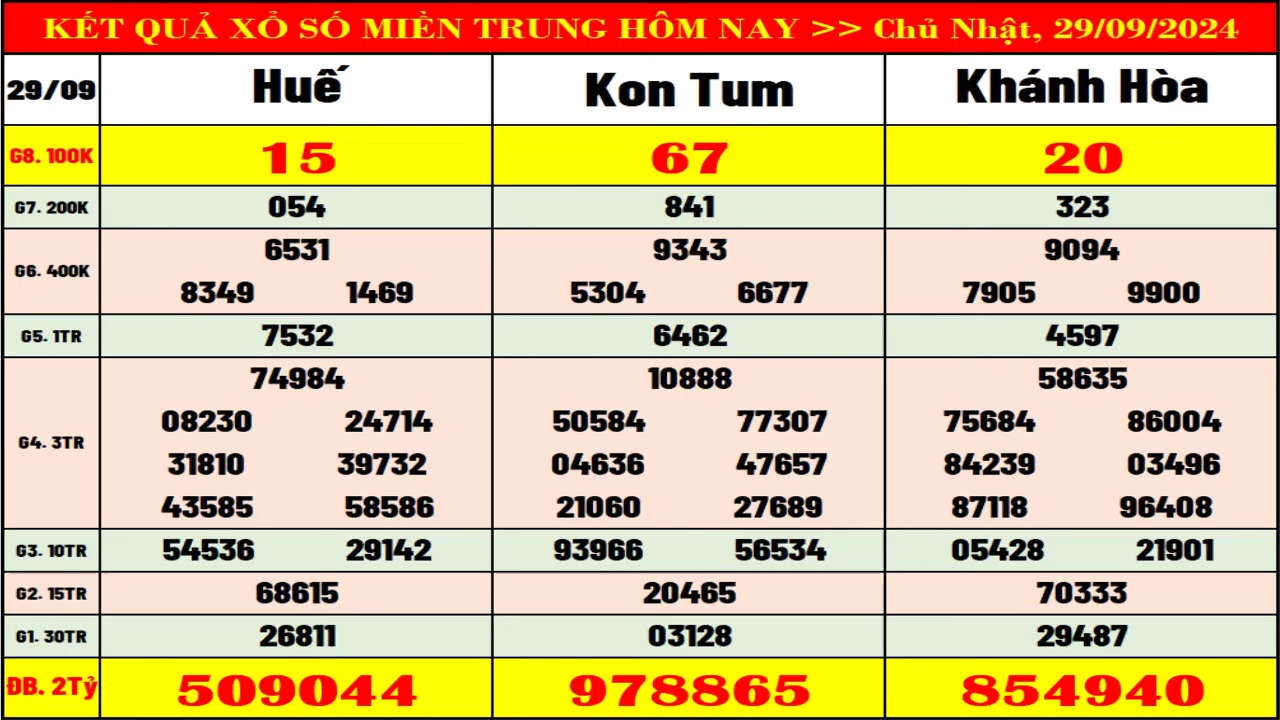 KẾT QUẢ XỔ SỐ MIỀN TRUNG HÔM NAY >> Chủ Nhật, 29/09/2024
29/09 Huế Kon Tum Khánh Hòa
G8. 100K 15 67 20
G7. 200K 054 841 323
6531 9343 9094
G6. 400K
8349 1469 5304 6677 7905 9900
G5. 1TR 7532 6462 4597
74984 10888 58635
08230 24714 50584 77307 75684 86004
G4. 3TR
31810 39732 04636 47657 84239 03496
43585 58586 21060 27689 87118 96408
G3. 10TR 54536 29142 93966 56534 05428 21901
G2. 15TR 68615 20465 70333
G1. 30TR 26811 03128 29487
ĐB. 2Tỷ 509044 978865 854940